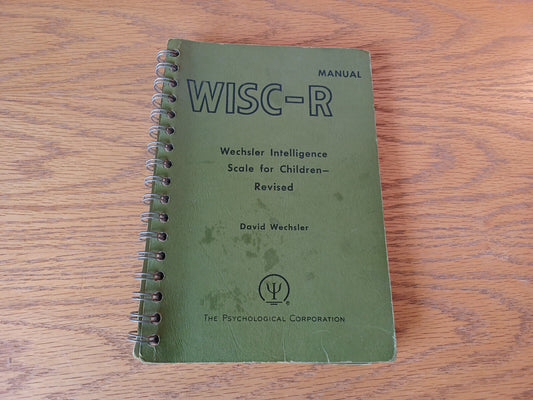 MANUAL
WISC-R
Wechsler Intelligence
Scale for Children—
Revised
David Wechsler
Ψ
®
THE PSYCHOLOGICAL CORPORATION